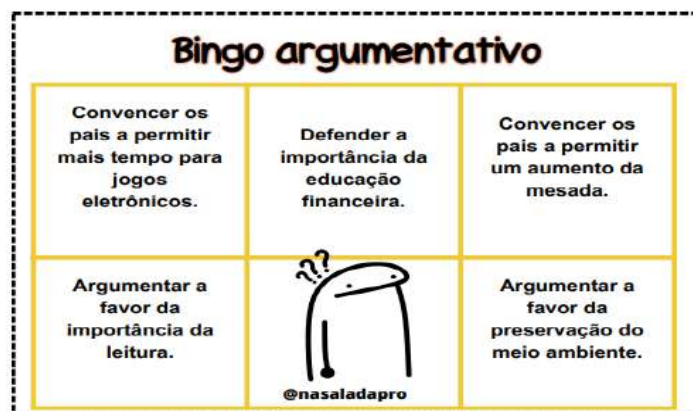 Bingo argumentativo
Convencer os
pais a permitir
mais tempo para
jogos
eletrônicos.
Defender a
importância da
educação
financeira.
Convencer os
pais a permitir
um aumento da
mesada.
Argumentar a
favor da
importância da
leitura.
???
@nasaladapro
Argumentar a
favor da
preservação do
meio ambiente.